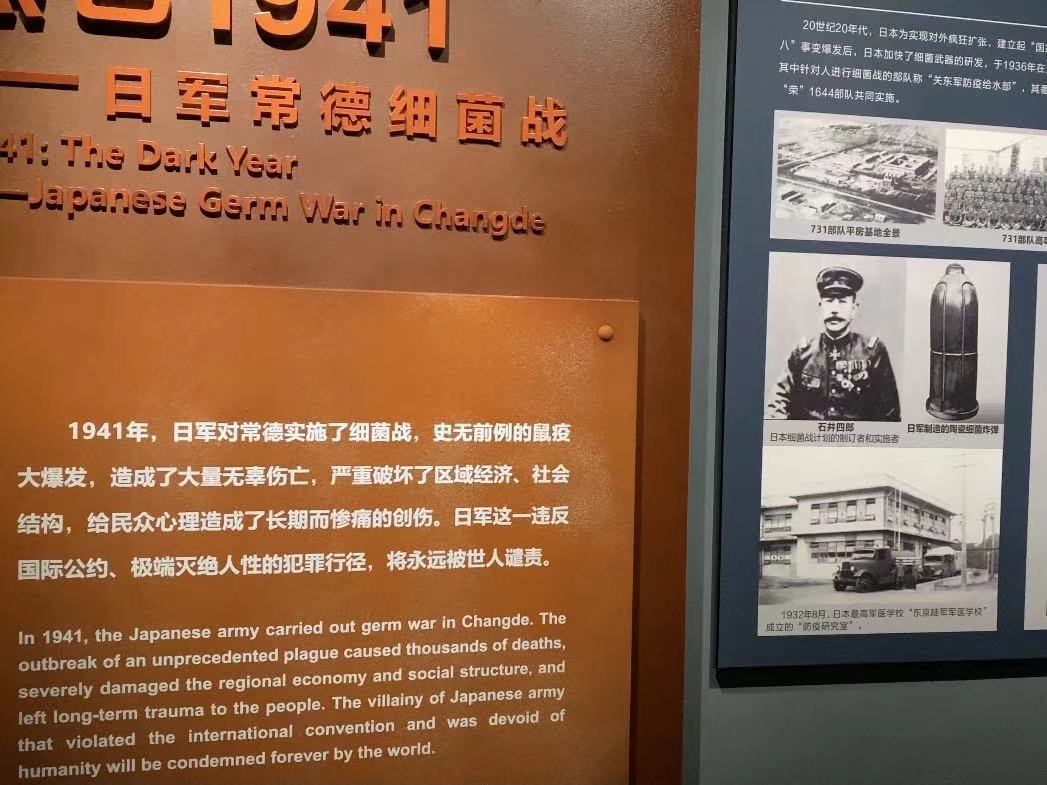 1941
——日军常德细菌战
41: The Dark Year
—Japanese Germ War in Changde
1941年，日军对常德实施了细菌战，史无前例的鼠疫
大爆发，造成了大量无辜伤亡，严重破坏了区域经济、社会
结构，给民众心理造成了长期而惨痛的创伤。日军这一违反
国际公约、极端灭绝人性的犯罪行径，将永远被世人谴责。
In 1941, the Japanese army carried out germ war in Changde. The
outbreak of an unprecedented plague caused thousands of deaths,
severely damaged the regional economy and social structure, and
left long-term trauma to the people. The villainy of Japanese army
that violated the international convention and was devoid of
humanity will be condemned forever by the world.
20世纪20年代，日本为实现对外疯狂扩张，建立起“国
八”事变爆发后，日本加快了细菌武器的研发，于1936年在
其中针对人进行细菌战的部队称“关东军防疫给水部”，其番
“荣”1644部队共同实施。
731部队平房基地全景
731部队高等
石井四郎
日本细菌战计划的制订者和实施者
日军制造的陶瓷细菌炸弹
1932年8月，日本最高军医学校“东京陆军军医学校”
成立的“防疫研究室”。